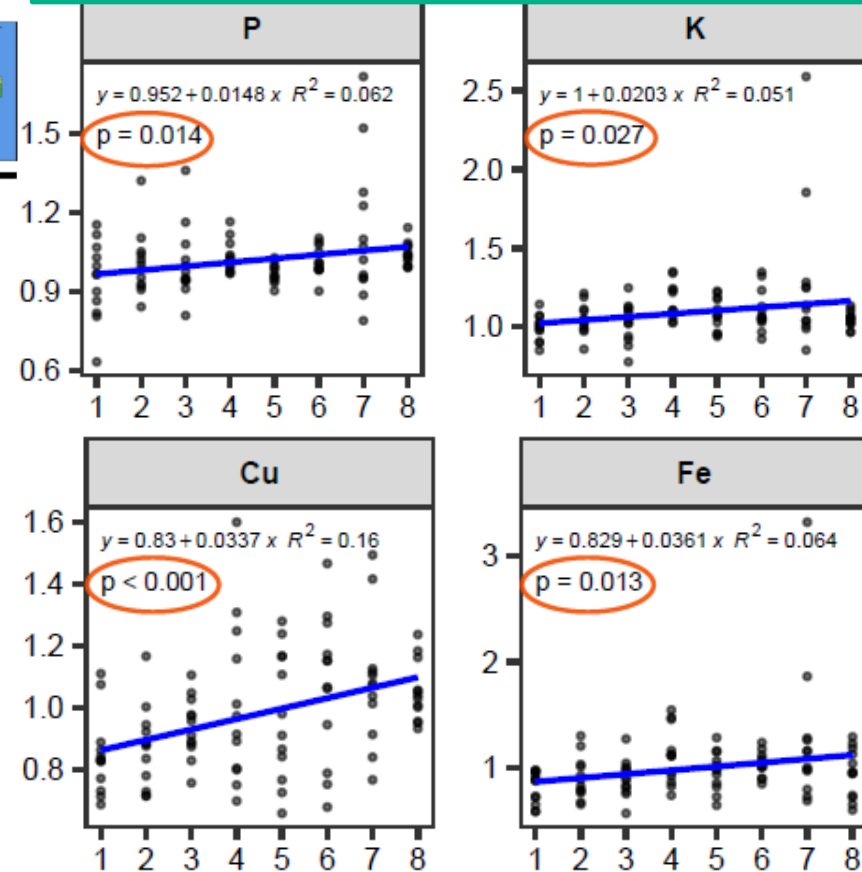 P
y = 0.952 + 0.0148 x R² = 0.062
p = 0.014
1.5
1.2
0.9
0.6
1 2 3 4 5 6 7 8
K
y = 1 + 0.0203 x R² = 0.051
p = 0.027
2.5
2.0
1.5
1.0
1 2 3 4 5 6 7 8
Cu
y = 0.83 + 0.0337 x R² = 0.16
p < 0.001
1.6
1.4
1.2
1.0
0.8
1 2 3 4 5 6 7 8
Fe
y = 0.829 + 0.0361 x R² = 0.064
p = 0.013
3
2
1
1 2 3 4 5 6 7 8